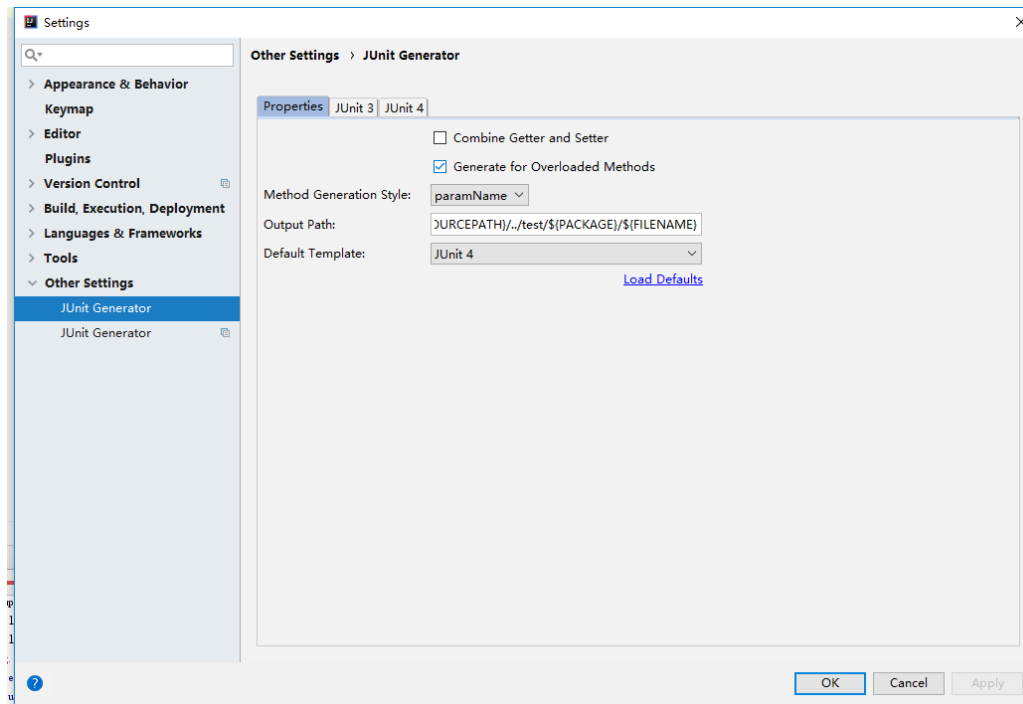 Settings
Other Settings › JUnit Generator
Appearance & Behavior
Keymap
Editor
Plugins
Version Control
Build, Execution, Deployment
Languages & Frameworks
Tools
Other Settings
JUnit Generator
JUnit Generator
Properties JUnit 3 JUnit 4
Combine Getter and Setter
Generate for Overloaded Methods
Method Generation Style: paramName
Output Path: OURCEPATH}/../test/${PACKAGE}/${FILENAME}
Default Template: JUnit 4
Load Defaults
OK Cancel Apply